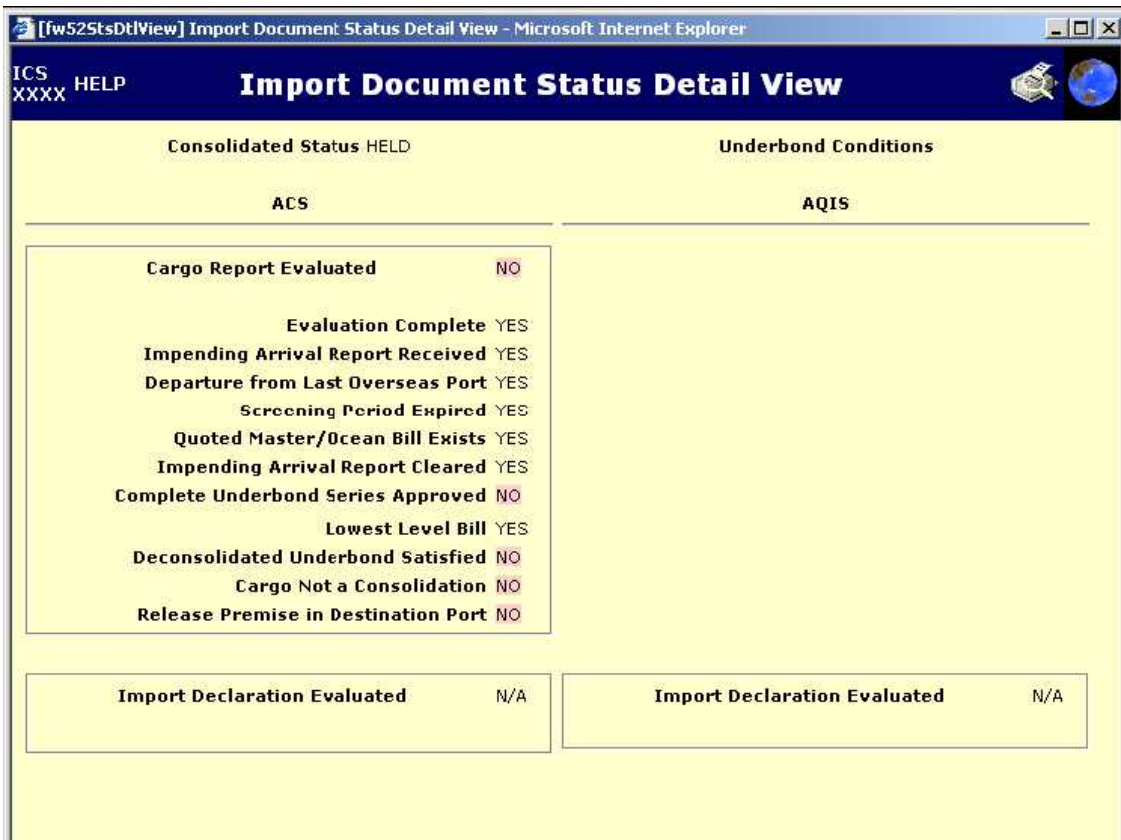 [fw52StsDtlView] Import Document Status Detail View - Microsoft Internet Explorer
ICS
XXXX HELP
Import Document Status Detail View
Consolidated Status HELD
Underbond Conditions
ACS
AQIS
Cargo Report Evaluated NO
Evaluation Complete YES
Impending Arrival Report Received YES
Departure from Last Overseas Port YES
Screening Period Expired YES
Quoted Master/Ocean Bill Exists YES
Impending Arrival Report Cleared YES
Complete Underbond Series Approved NO
Lowest Level Bill YES
Deconsolidated Underbond Satisfied NO
Cargo Not a Consolidation NO
Release Premise in Destination Port NO
Import Declaration Evaluated N/A
Import Declaration Evaluated N/A